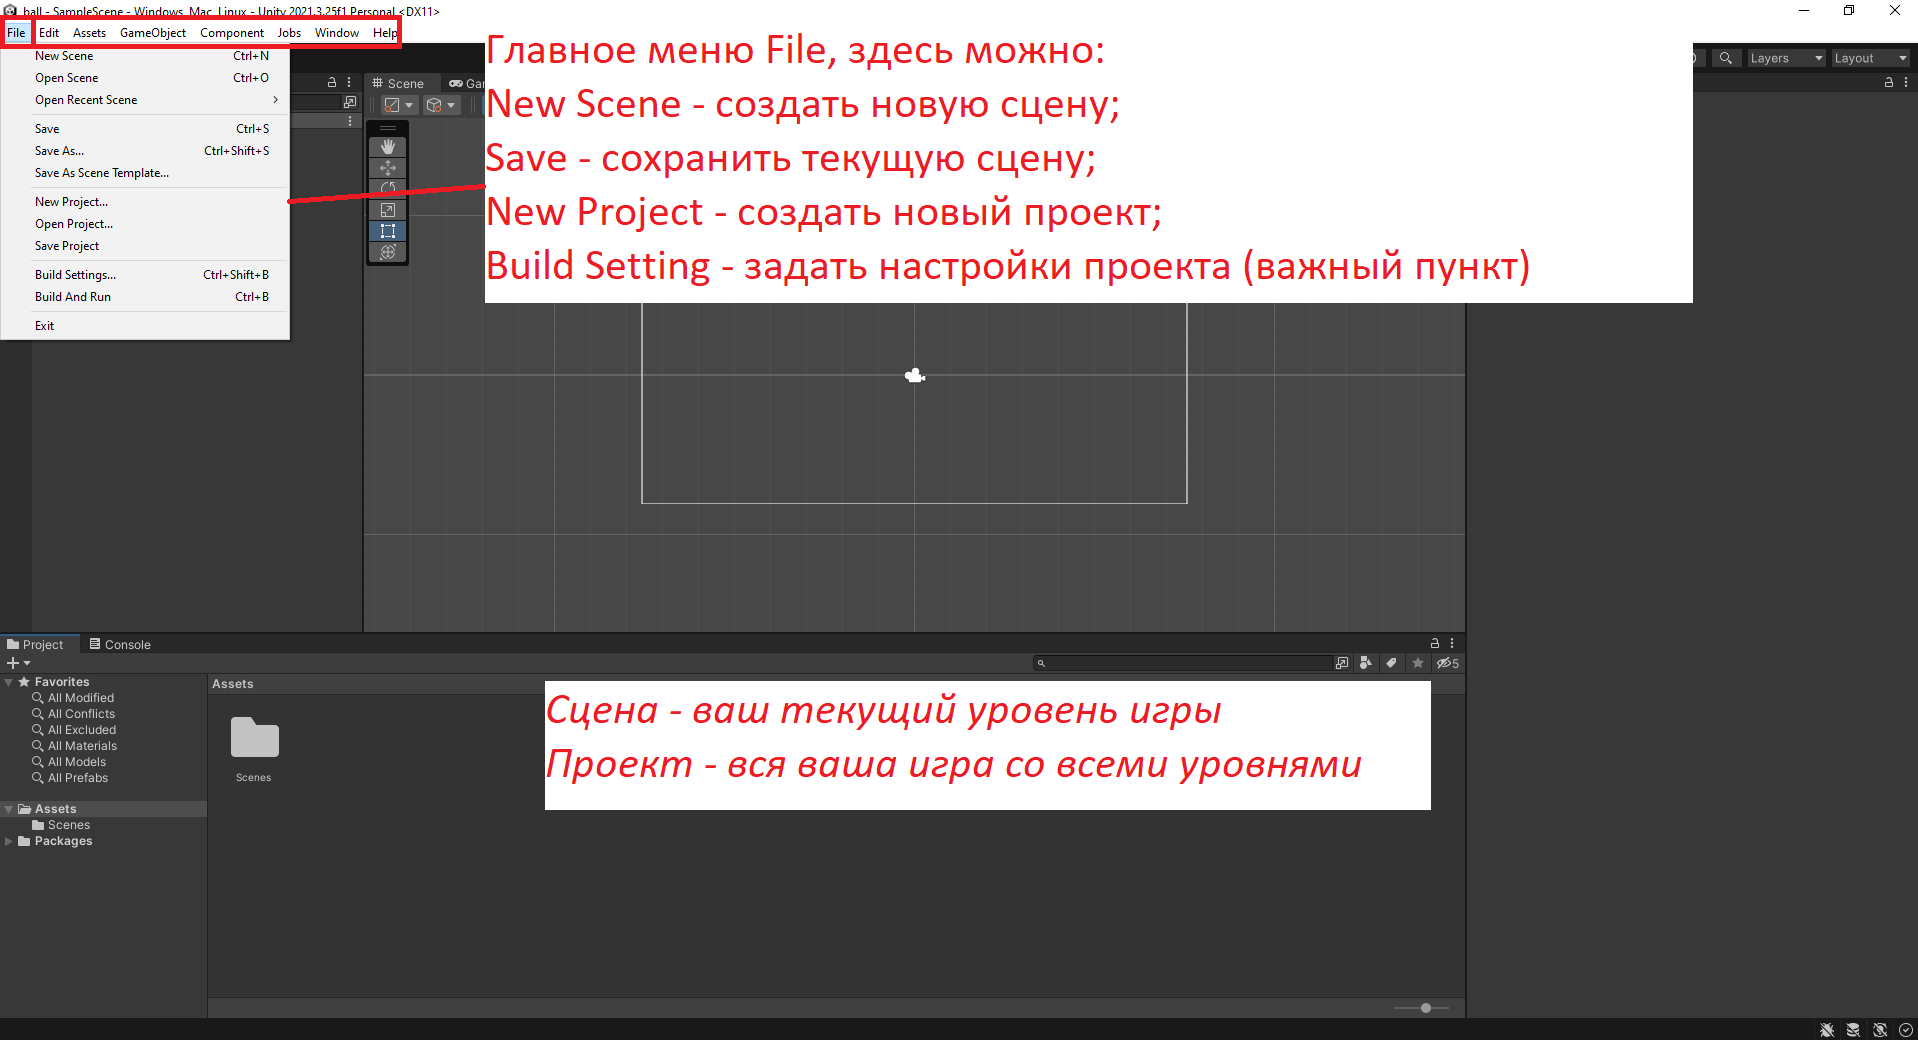 ball - SampleScene - Windows, Mac, Linux - Unity 2021.3.25f1 Personal <DX11>
File Edit Assets GameObject Component Jobs Window Help
New Scene Ctrl+N
Open Scene Ctrl+O
Open Recent Scene
Save Ctrl+S
Save As... Ctrl+Shift+S
Save As Scene Template...
New Project...
Open Project...
Save Project
Build Settings... Ctrl+Shift+B
Build And Run Ctrl+B
Exit
Scene
Layers Layout
Главное меню File, здесь можно:
New Scene - создать новую сцену;
Save - сохранить текущую сцену;
New Project - создать новый проект;
Build Setting - задать настройки проекта (важный пункт)
Project Console
5
Favorites
All Modified
All Conflicts
All Excluded
All Materials
All Models
All Prefabs
Assets
Scenes
Packages
Assets
Scenes
Сцена - ваш текущий уровень игры
Проект - вся ваша игра со всеми уровнями